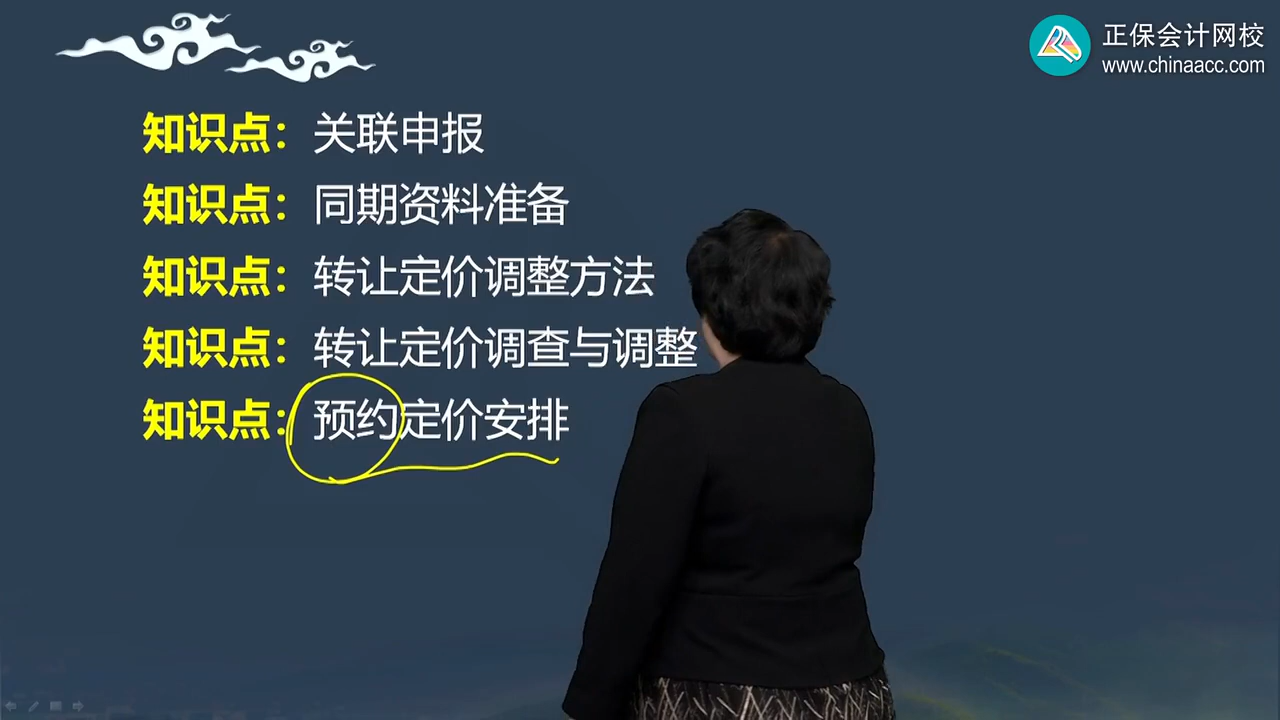 正保会计网校
www.chinaacc.com
知识点：关联申报
知识点：同期资料准备
知识点：转让定价调整方法
知识点：转让定价调查与调整
知识点：预约定价安排